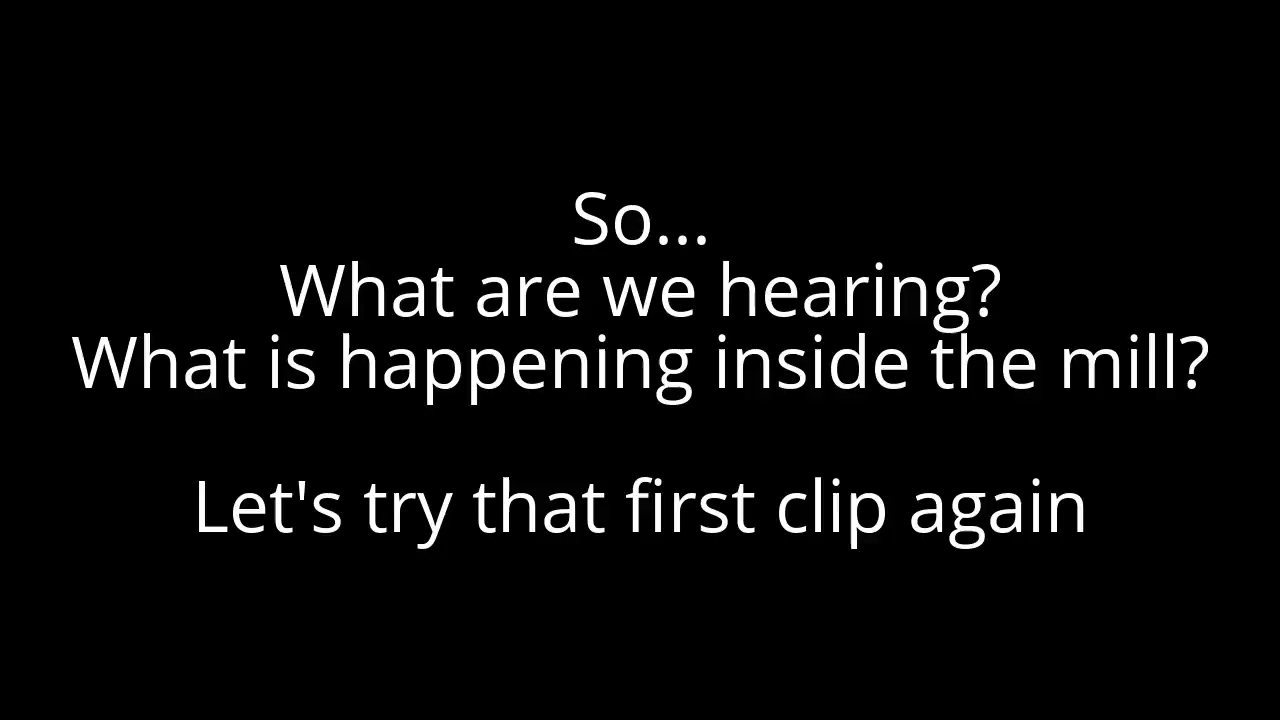 So...
What are we hearing?
What is happening inside the mill?
Let's try that first clip again